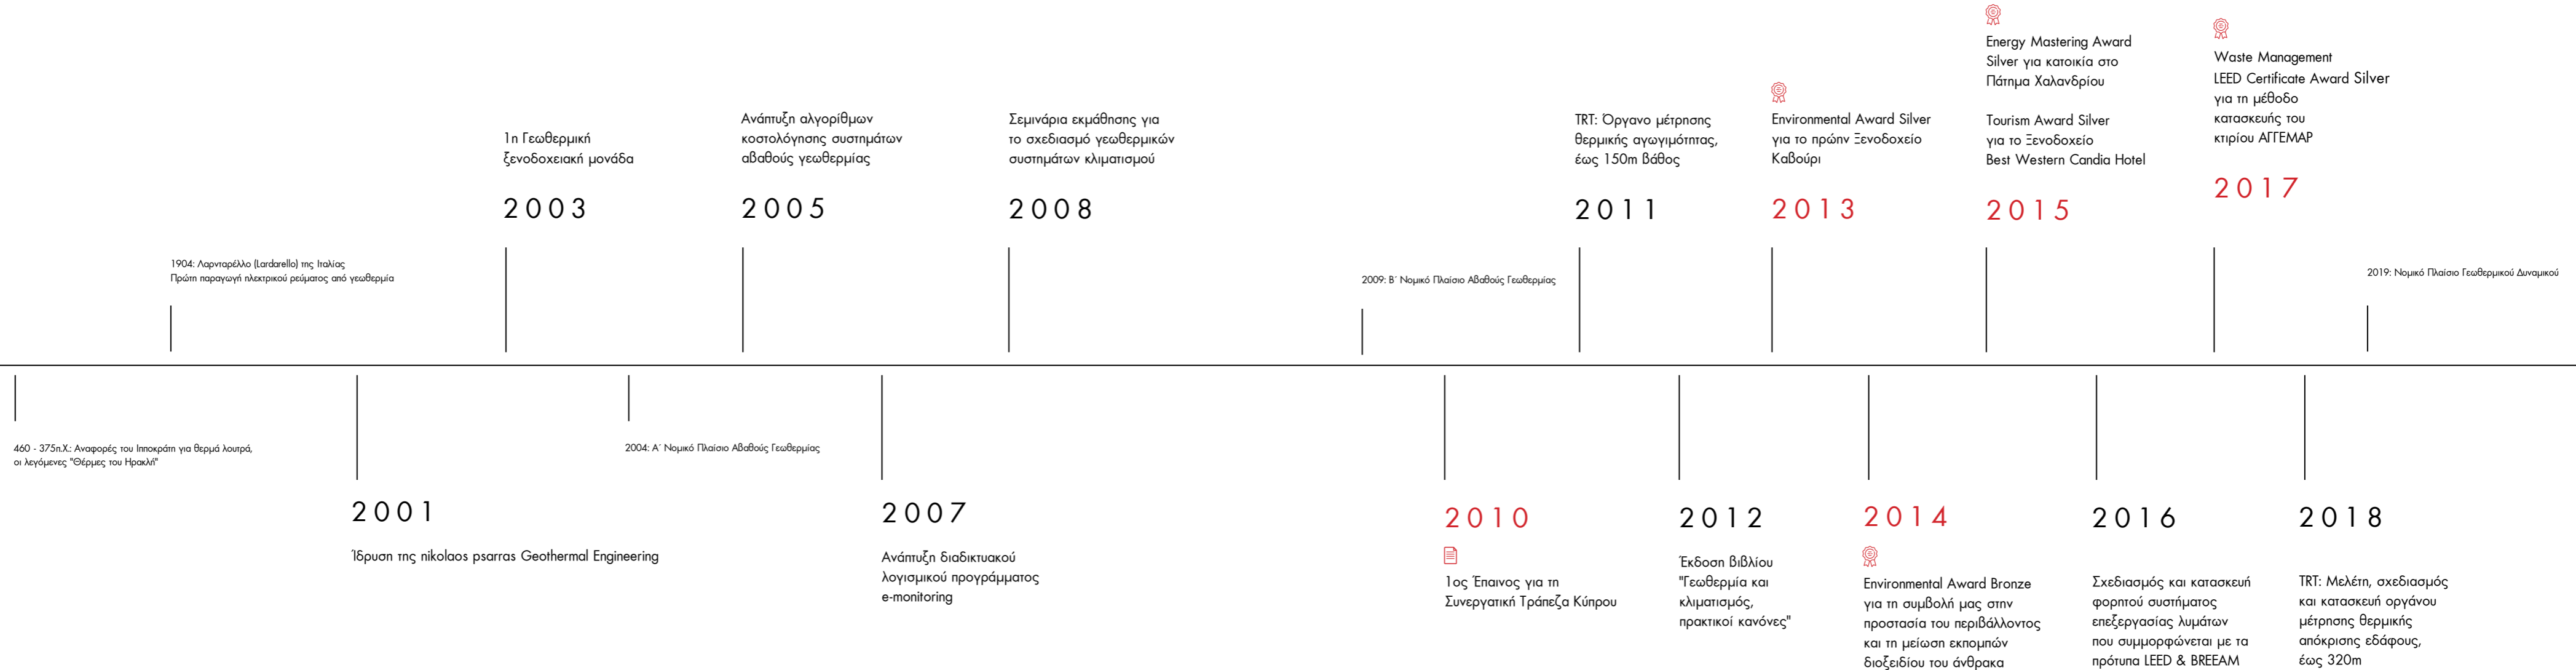 460 - 375π.Χ.: Αναφορές του Ιπποκράτη για θερμά λουτρά,
οι λεγόμενες "Θέρμες του Ηρακλή"
1904: Λαρνταρέλλο (Lardarello) της Ιταλίας
Πρώτη παραγωγή ηλεκτρικού ρεύματος από γεωθερμία
2001
Ίδρυση της nikolaos psarras Geothermal Engineering
1η Γεωθερμική
ξενοδοχειακή μονάδα
2003
2004: Α΄ Νομικό Πλαίσιο Αβαθούς Γεωθερμίας
Ανάπτυξη αλγορίθμων
κοστολόγησης συστημάτων
αβαθούς γεωθερμίας
2005
2007
Ανάπτυξη διαδικτυακού
λογισμικού προγράμματος
e-monitoring
Σεμινάρια εκμάθησης για
το σχεδιασμό γεωθερμικών
συστημάτων κλιματισμού
2008
2009: Β΄ Νομικό Πλαίσιο Αβαθούς Γεωθερμίας
2010
1ος Έπαινος για τη
Συνεργατική Τράπεζα Κύπρου
TRT: Όργανο μέτρησης
θερμικής αγωγιμότητας,
έως 150m βάθος
2011
2012
Έκδοση βιβλίου
"Γεωθερμία και
κλιματισμός,
πρακτικοί κανόνες"
Environmental Award Silver
για το πρώην Ξενοδοχείο
Καβούρι
2013
2014
Environmental Award Bronze
για τη συμβολή μας στην
προστασία του περιβάλλοντος
και τη μείωση εκπομπών
διοξειδίου του άνθρακα
Energy Mastering Award
Silver για κατοικία στο
Πάτημα Χαλανδρίου
Tourism Award Silver
για το Ξενοδοχείο
Best Western Candia Hotel
2015
2016
Σχεδιασμός και κατασκευή
φορητού συστήματος
επεξεργασίας λυμάτων
που συμμορφώνεται με τα
πρότυπα LEED & BREEAM
Waste Management
LEED Certificate Award Silver
για τη μέθοδο
κατασκευής του
κτιρίου ΑΓΓΕΜΑΡ
2017
2018
TRT: Μελέτη, σχεδιασμός
και κατασκευή οργάνου
μέτρησης θερμικής
απόκρισης εδάφους,
έως 320m
2019: Νομικό Πλαίσιο Γεωθερμικού Δυναμικού